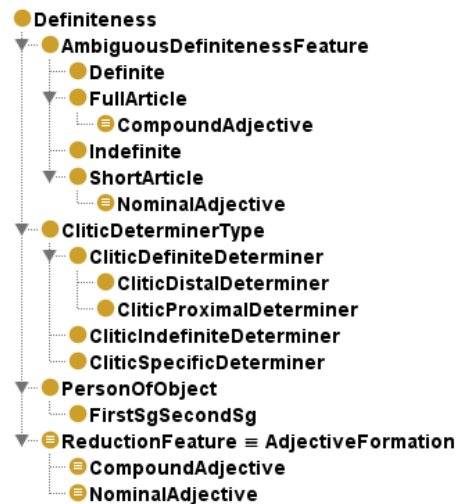 Definiteness
AmbiguousDefinitenessFeature
Definite
FullArticle
CompoundAdjective
Indefinite
ShortArticle
NominalAdjective
CliticDeterminerType
CliticDefiniteDeterminer
CliticDistalDeterminer
CliticProximalDeterminer
CliticIndefiniteDeterminer
CliticSpecificDeterminer
PersonOfObject
FirstSgSecondSg
ReductionFeature ≡ AdjectiveFormation
CompoundAdjective
NominalAdjective